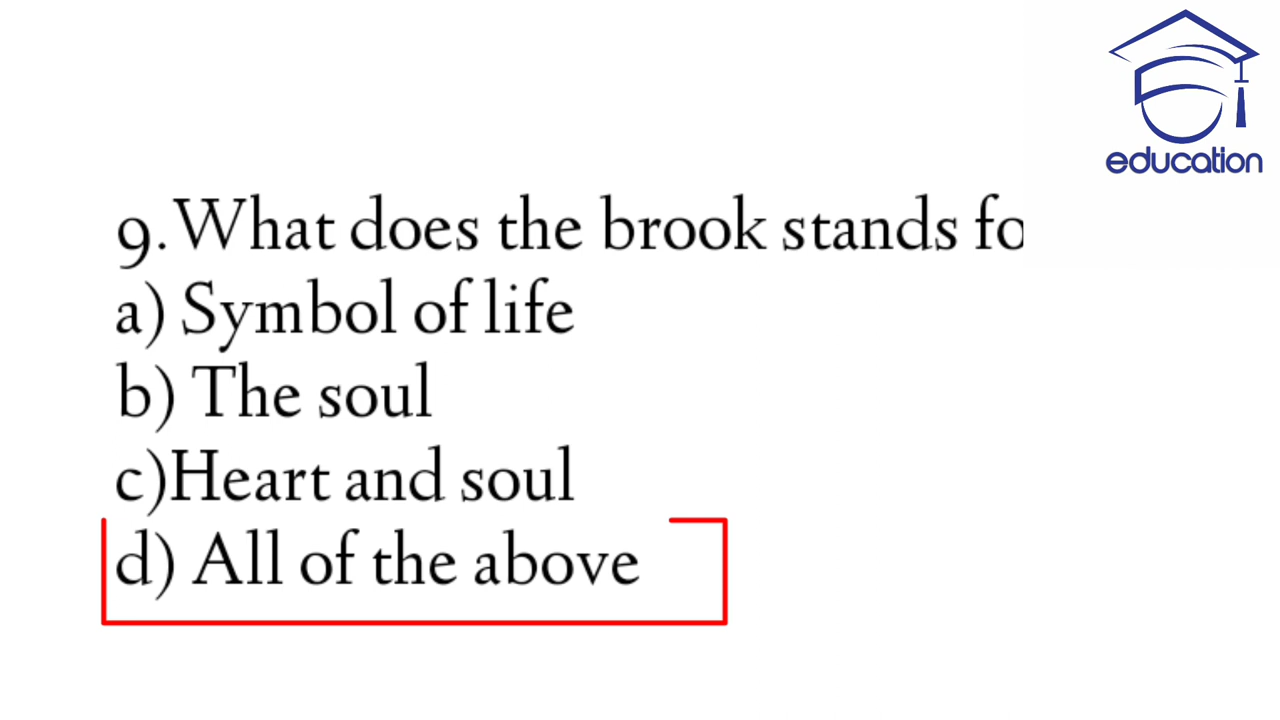 education
9.What does the brook stands fo
a) Symbol of life
b) The soul
c)Heart and soul
d) All of the above